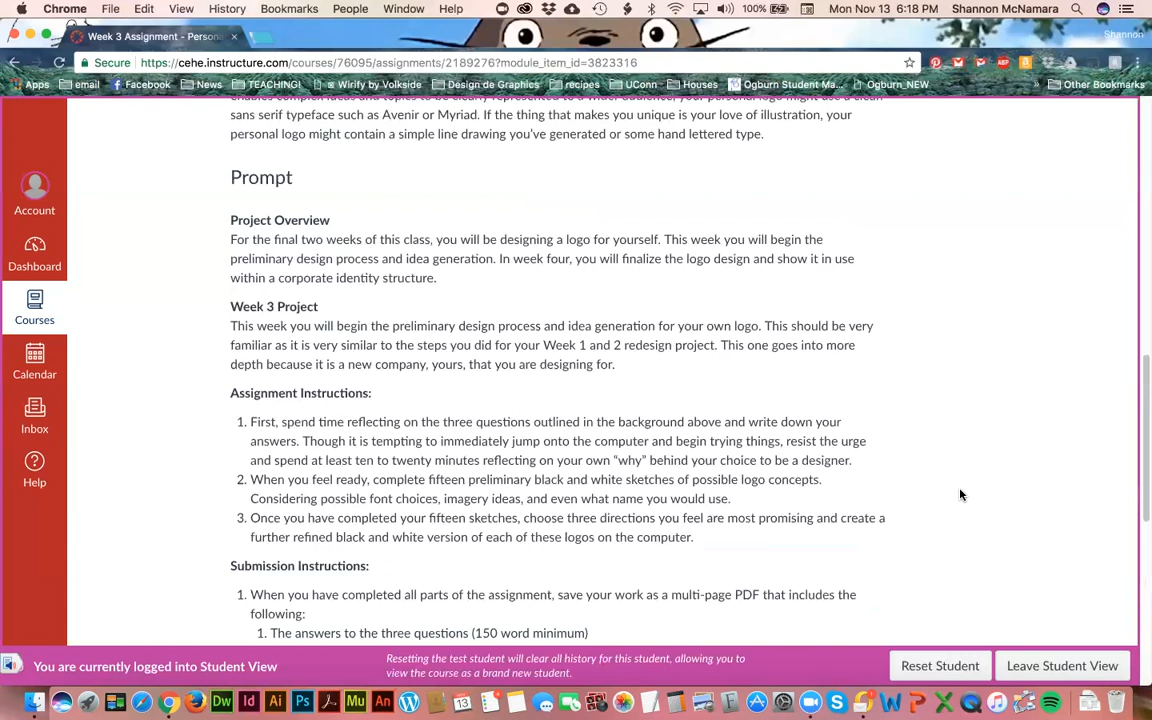 Chrome File Edit View History Bookmarks People Window Help 100% Mon Nov 13 6:18 PM Shannon McNamara
Week 3 Assignment - Persona Shannon
Secure https://cehe.instructure.com/courses/76095/assignments/2189276?module_item_id=3823316
Apps email Facebook News TEACHING! Wirify by Volkside Design de Graphics recipes UConn Houses Ogburn Student Ma... Ogburn_NEW » Other Bookmarks
sans serif typeface such as Avenir or Myriad. If the thing that makes you unique is your love of illustration, your
personal logo might contain a simple line drawing you've generated or some hand lettered type.
Prompt
Project Overview
For the final two weeks of this class, you will be designing a logo for yourself. This week you will begin the
preliminary design process and idea generation. In week four, you will finalize the logo design and show it in use
within a corporate identity structure.
Week 3 Project
This week you will begin the preliminary design process and idea generation for your own logo. This should be very
familiar as it is very similar to the steps you did for your Week 1 and 2 redesign project. This one goes into more
depth because it is a new company, yours, that you are designing for.
Assignment Instructions:
1. First, spend time reflecting on the three questions outlined in the background above and write down your
answers. Though it is tempting to immediately jump onto the computer and begin trying things, resist the urge
and spend at least ten to twenty minutes reflecting on your own “why” behind your choice to be a designer.
2. When you feel ready, complete fifteen preliminary black and white sketches of possible logo concepts.
Considering possible font choices, imagery ideas, and even what name you would use.
3. Once you have completed your fifteen sketches, choose three directions you feel are most promising and create a
further refined black and white version of each of these logos on the computer.
Submission Instructions:
1. When you have completed all parts of the assignment, save your work as a multi-page PDF that includes the
following:
1. The answers to the three questions (150 word minimum)
Account
Dashboard
Courses
Calendar
Inbox
Help
You are currently logged into Student View
Resetting the test student will clear all history for this student, allowing you to
view the course as a brand new student.
Reset Student
Leave Student View
Dw Id Ai Ps Mu An